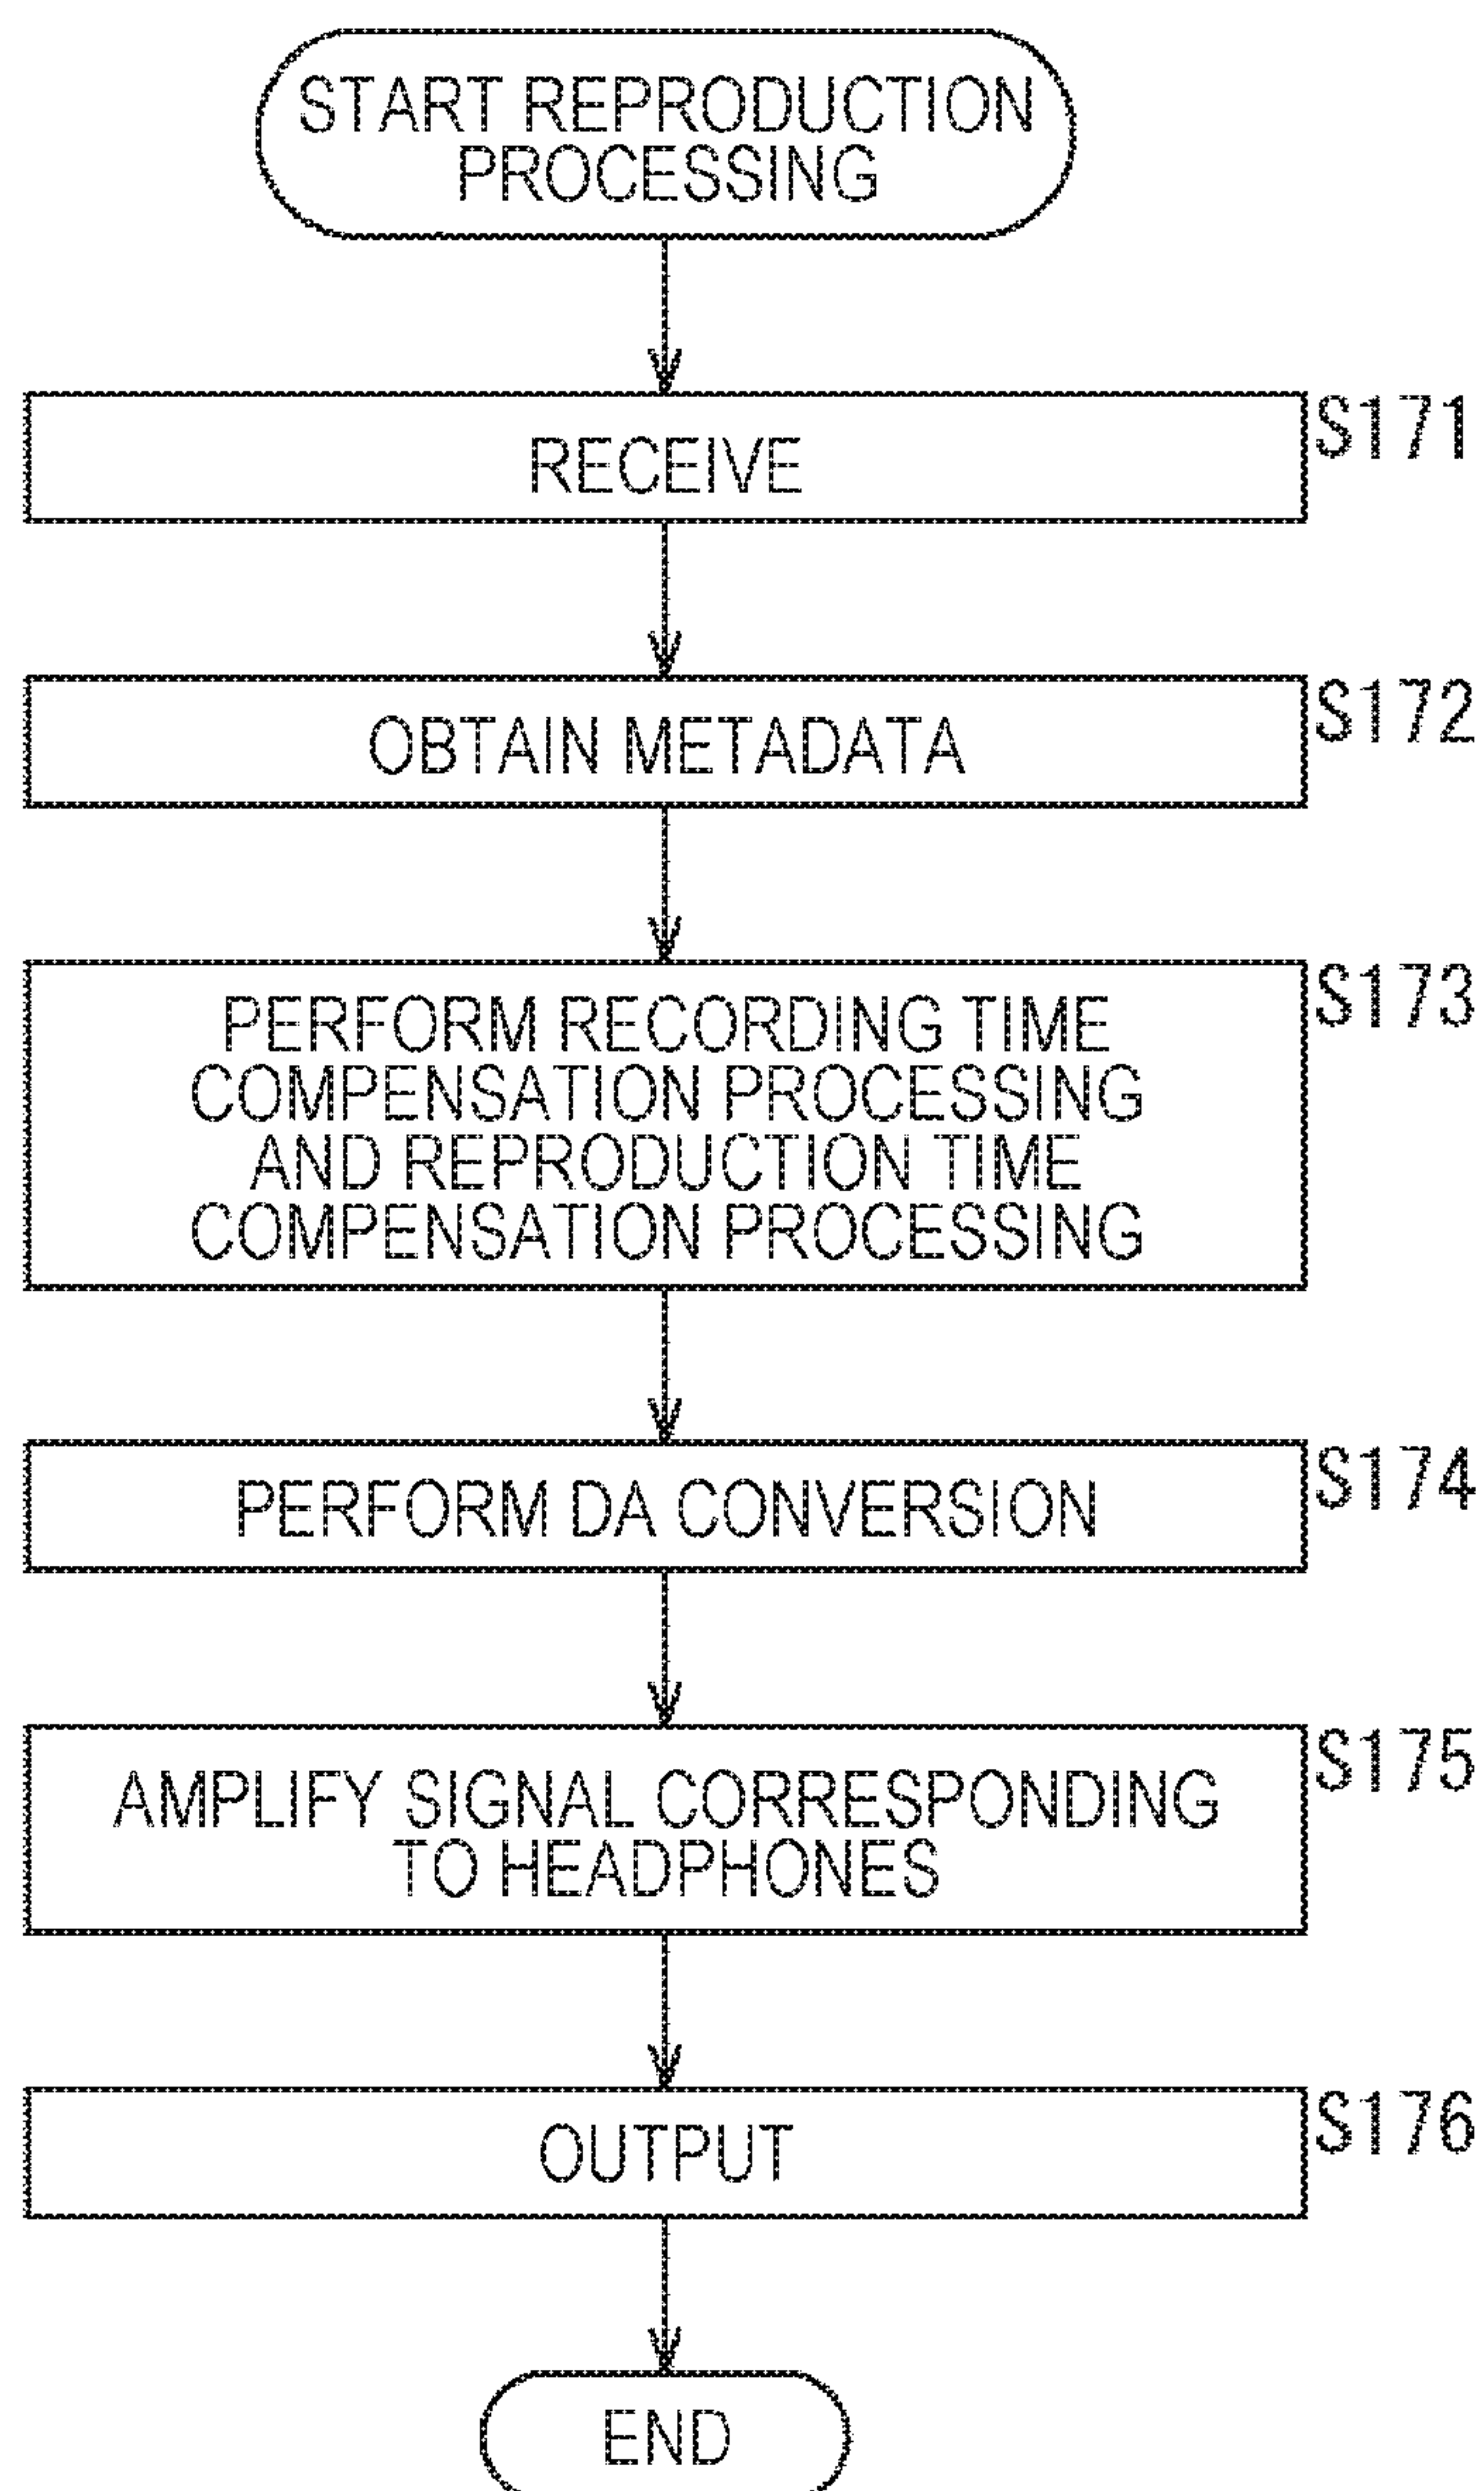 START REPRODUCTION
PROCESSING
RECEIVE
S171
OBTAIN METADATA
S172
PERFORM RECORDING TIME
COMPENSATION PROCESSING
AND REPRODUCTION TIME
COMPENSATION PROCESSING
S173
PERFORM DA CONVERSION
S174
AMPLIFY SIGNAL CORRESPONDING
TO HEADPHONES
S175
OUTPUT
S176
END